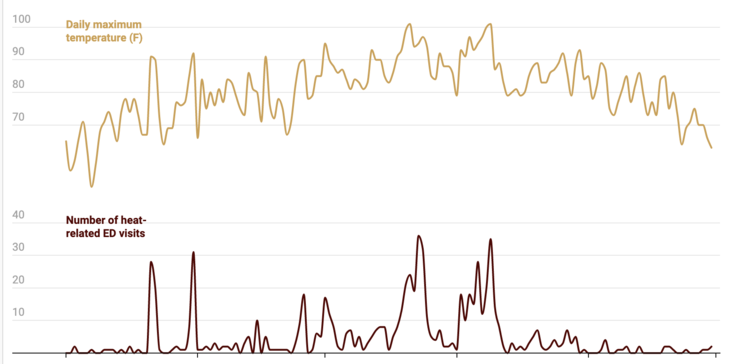 100
Daily maximum
temperature (F)
90
80
70
40
Number of heat-
related ED visits
30
20
10